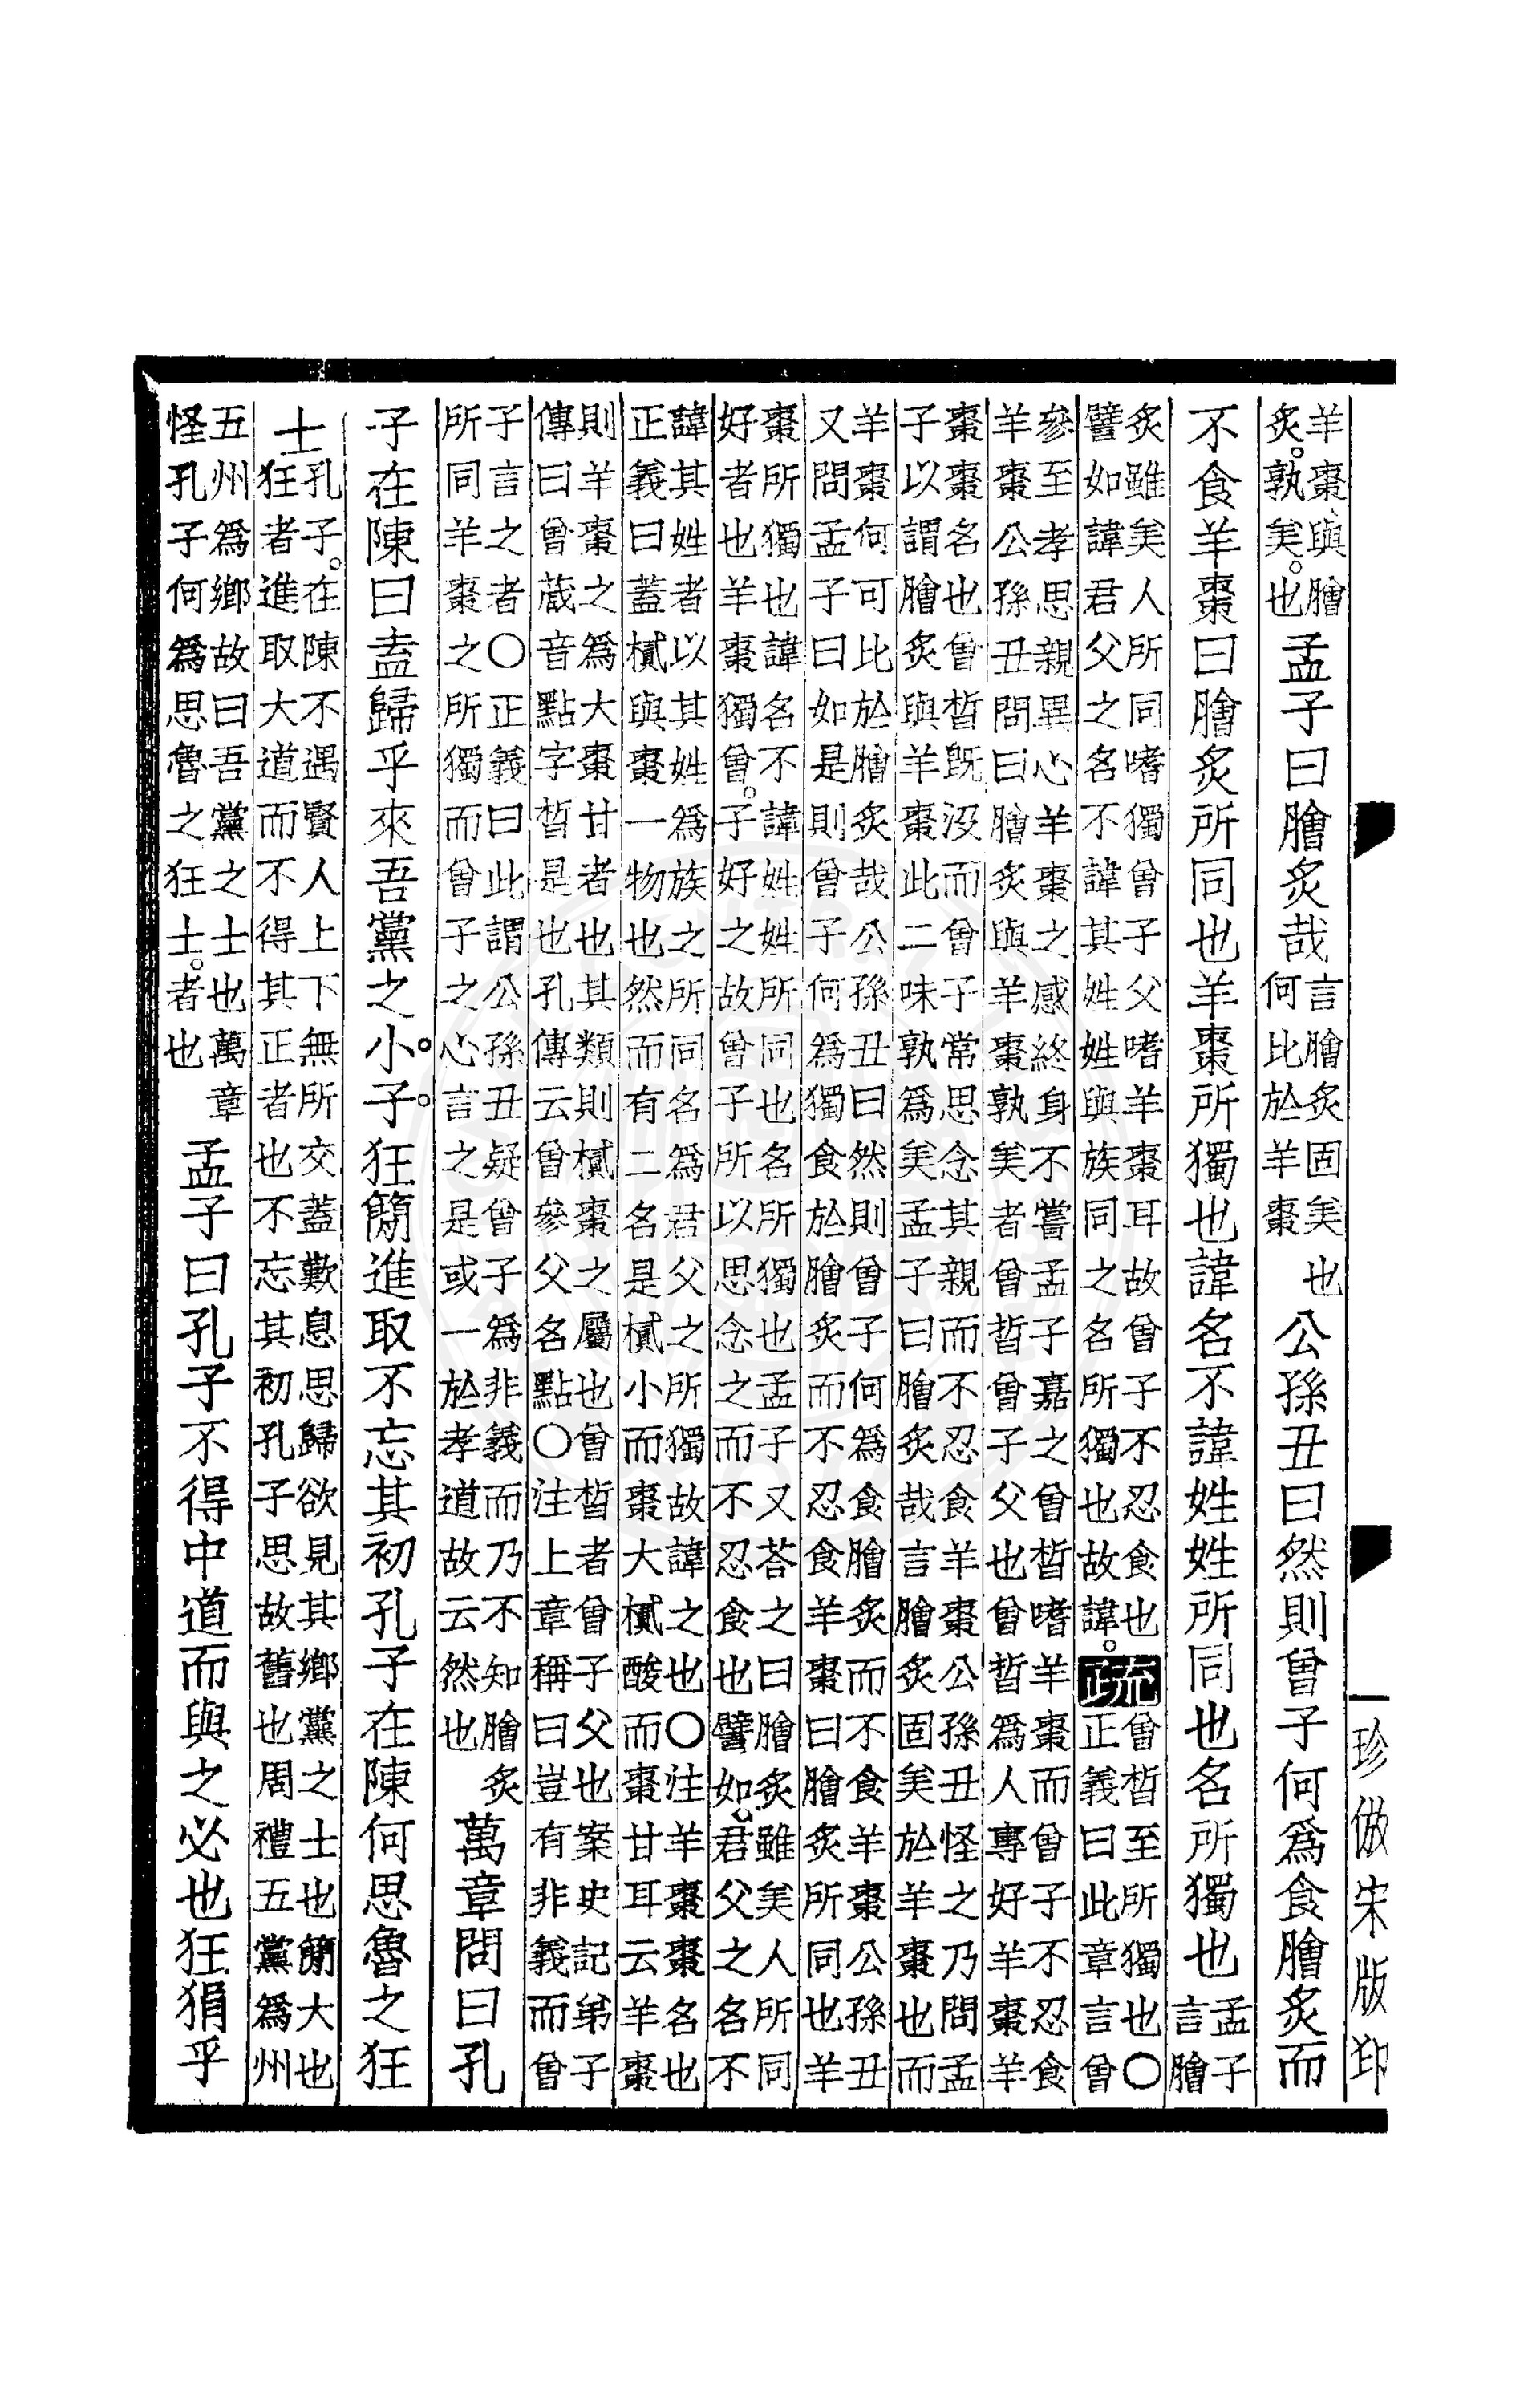 羊棗與膾
炙孰美也
孟子曰膾炙哉
言膾炙固美也
何比於羊棗
公孫丑曰然則曾子何爲食膾炙而
不食羊棗曰膾炙所同也羊棗所獨也諱名不諱姓姓所同也名所獨也
孟子
言膾
炙雖美人所同嗜獨曾子父嗜羊棗耳故曾子不忍食也
譬如諱君父之名不諱其姓姓與族同之名所獨也故諱
疏
曾皙至所獨也○
正義曰此章言曾
參至孝思親異心羊棗之感終身不嘗孟子嘉之曾皙嗜羊棗而曾子不忍食
羊棗公孫丑問曰膾炙與羊棗孰美者曾皙曾子父也曾皙爲人專好羊棗羊
棗棗名也曾皙既没而曾子常思念其親而不忍食羊棗公孫丑怪之乃問孟
子以謂膾炙與羊棗此二味孰爲美孟子曰膾炙哉言膾炙固美於羊棗也而
羊棗何可比於膾炙哉公孫丑曰然則曾子何爲食膾炙而不食羊棗公孫丑
又問孟子曰如是則曾子何爲獨食於膾炙而不忍食羊棗曰膾炙所同也羊
棗所獨也諱名不諱姓姓所同也名所獨也孟子又荅之曰膾炙雖美人所同
好者也羊棗獨曾子好之故曾子所以思念之而不忍食也譬如君父之名不
諱其姓者以其姓爲族之所同名爲君父之所獨故諱之也○注羊棗棗名也
正義曰蓋樲與棗一物也然而有二名是樲小而棗大樲酸而棗甘耳云羊棗
則羊棗之爲大棗甘者也其類則樲棗之屬也曾皙者曾子父也案史記弟子
傳曰曾蒧音點字皙是也孔傳云曾參父名點○注上章稱曰豈有非義而曾
子言之者○正義曰此謂公孫丑疑曾子爲非義而乃不知膾炙
所同羊棗之所獨而曾子之心言之是或一於孝道故云然也
萬章問曰孔
子在陳曰盍歸乎來吾黨之小子狂簡進取不忘其初孔子在陳何思魯之狂
士
孔子在陳不遇賢人上下無所交蓋歎息思歸欲見其鄉黨之士也簡大也
狂者進取大道而不得其正者也不忘其初孔子思故舊也周禮五黨爲州
五州爲鄉故曰吾黨之士也萬章
怪孔子何爲思魯之狂士者也
孟子曰孔子不得中道而與之必也狂狷乎
珍倣宋版印